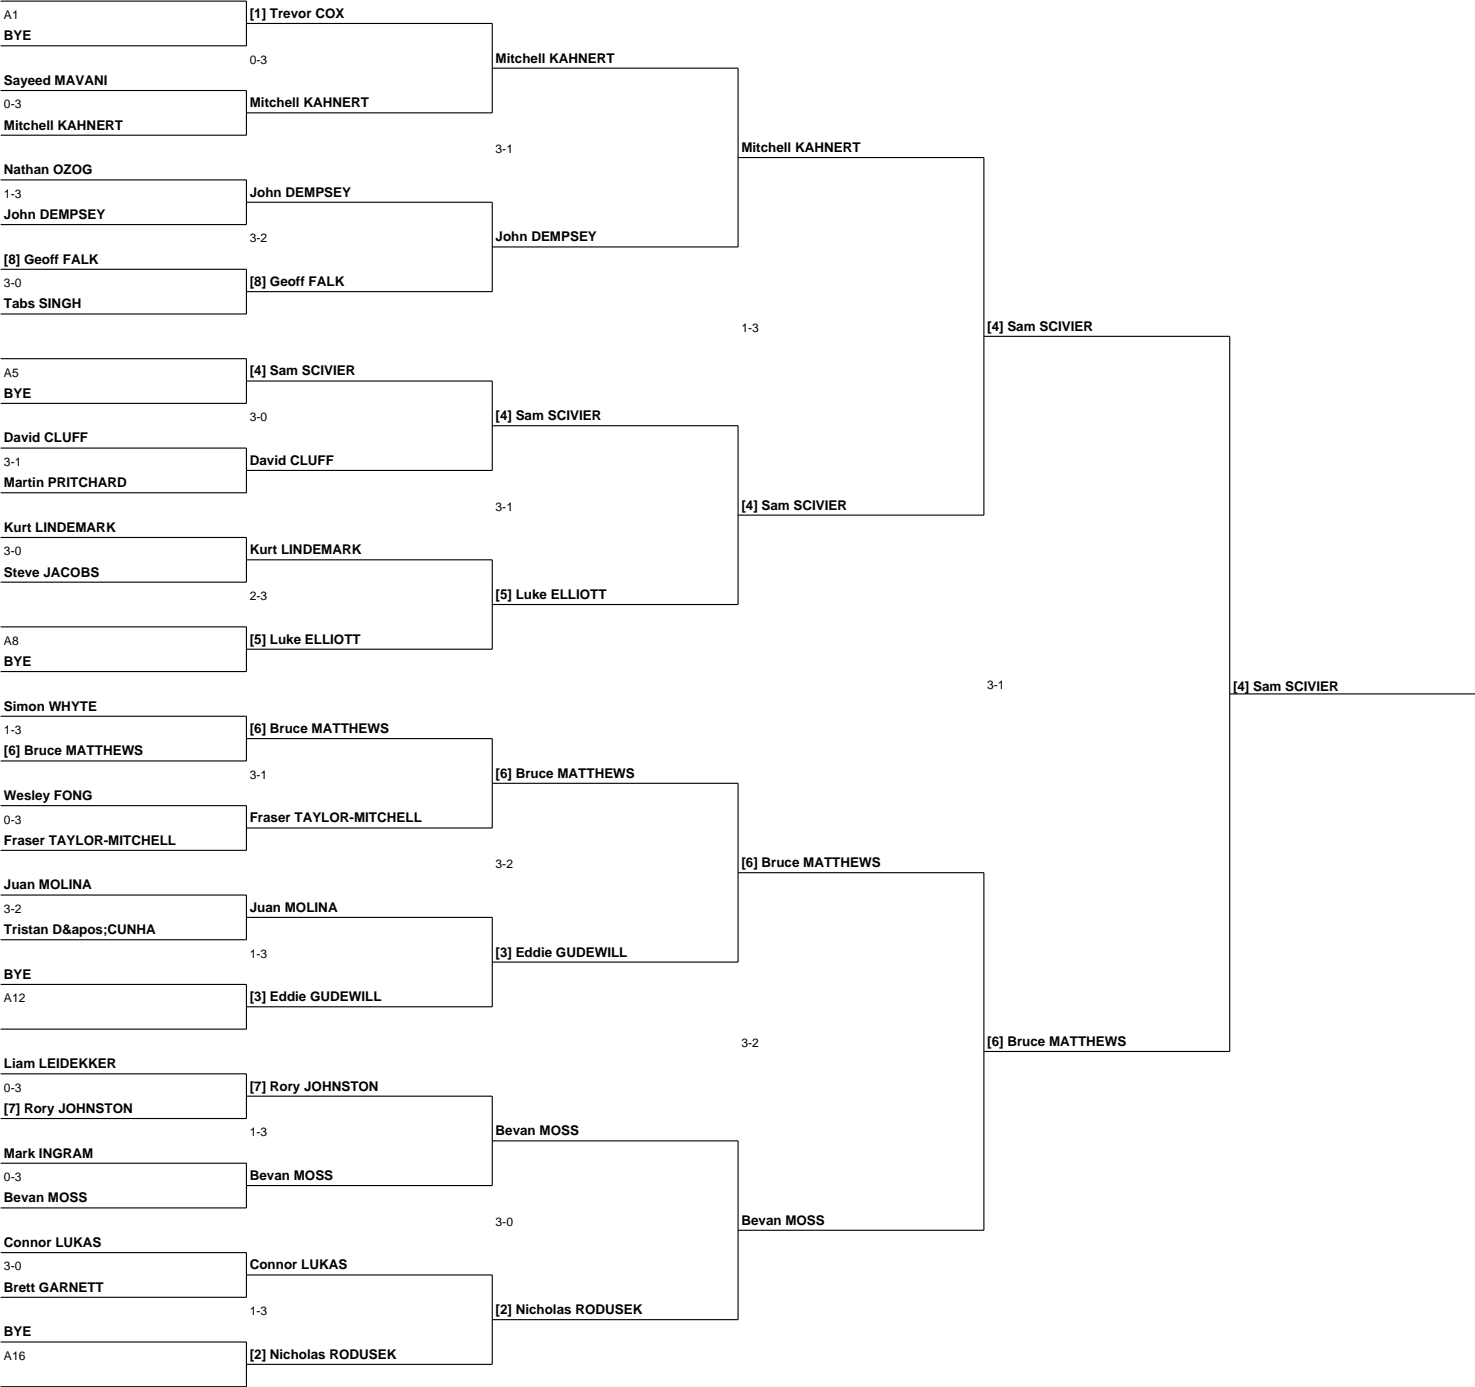 A1
BYE
[1] Trevor COX
0-3
Sayeed MAVANI
0-3
Mitchell KAHNERT
Mitchell KAHNERT
Mitchell KAHNERT
3-1
Nathan OZOG
1-3
John DEMPSEY
John DEMPSEY
3-2
[8] Geoff FALK
3-0
Tabs SINGH
[8] Geoff FALK
John DEMPSEY
Mitchell KAHNERT
1-3
A5
BYE
[4] Sam SCIVIER
3-0
David CLUFF
3-1
Martin PRITCHARD
David CLUFF
[4] Sam SCIVIER
3-1
Kurt LINDEMARK
3-0
Steve JACOBS
Kurt LINDEMARK
2-3
A8
BYE
[5] Luke ELLIOTT
[5] Luke ELLIOTT
[4] Sam SCIVIER
[4] Sam SCIVIER
3-1
[4] Sam SCIVIER
Simon WHYTE
1-3
[6] Bruce MATTHEWS
[6] Bruce MATTHEWS
3-1
Wesley FONG
0-3
Fraser TAYLOR-MITCHELL
Fraser TAYLOR-MITCHELL
[6] Bruce MATTHEWS
3-2
Juan MOLINA
3-2
Tristan D&apos;CUNHA
Juan MOLINA
1-3
BYE
A12
[3] Eddie GUDEWILL
[3] Eddie GUDEWILL
[6] Bruce MATTHEWS
3-2
[6] Bruce MATTHEWS
Liam LEIDEKKER
0-3
[7] Rory JOHNSTON
[7] Rory JOHNSTON
1-3
Mark INGRAM
0-3
Bevan MOSS
Bevan MOSS
Bevan MOSS
3-0
Connor LUKAS
3-0
Brett GARNETT
Connor LUKAS
1-3
BYE
A16
[2] Nicholas RODUSEK
[2] Nicholas RODUSEK
Bevan MOSS